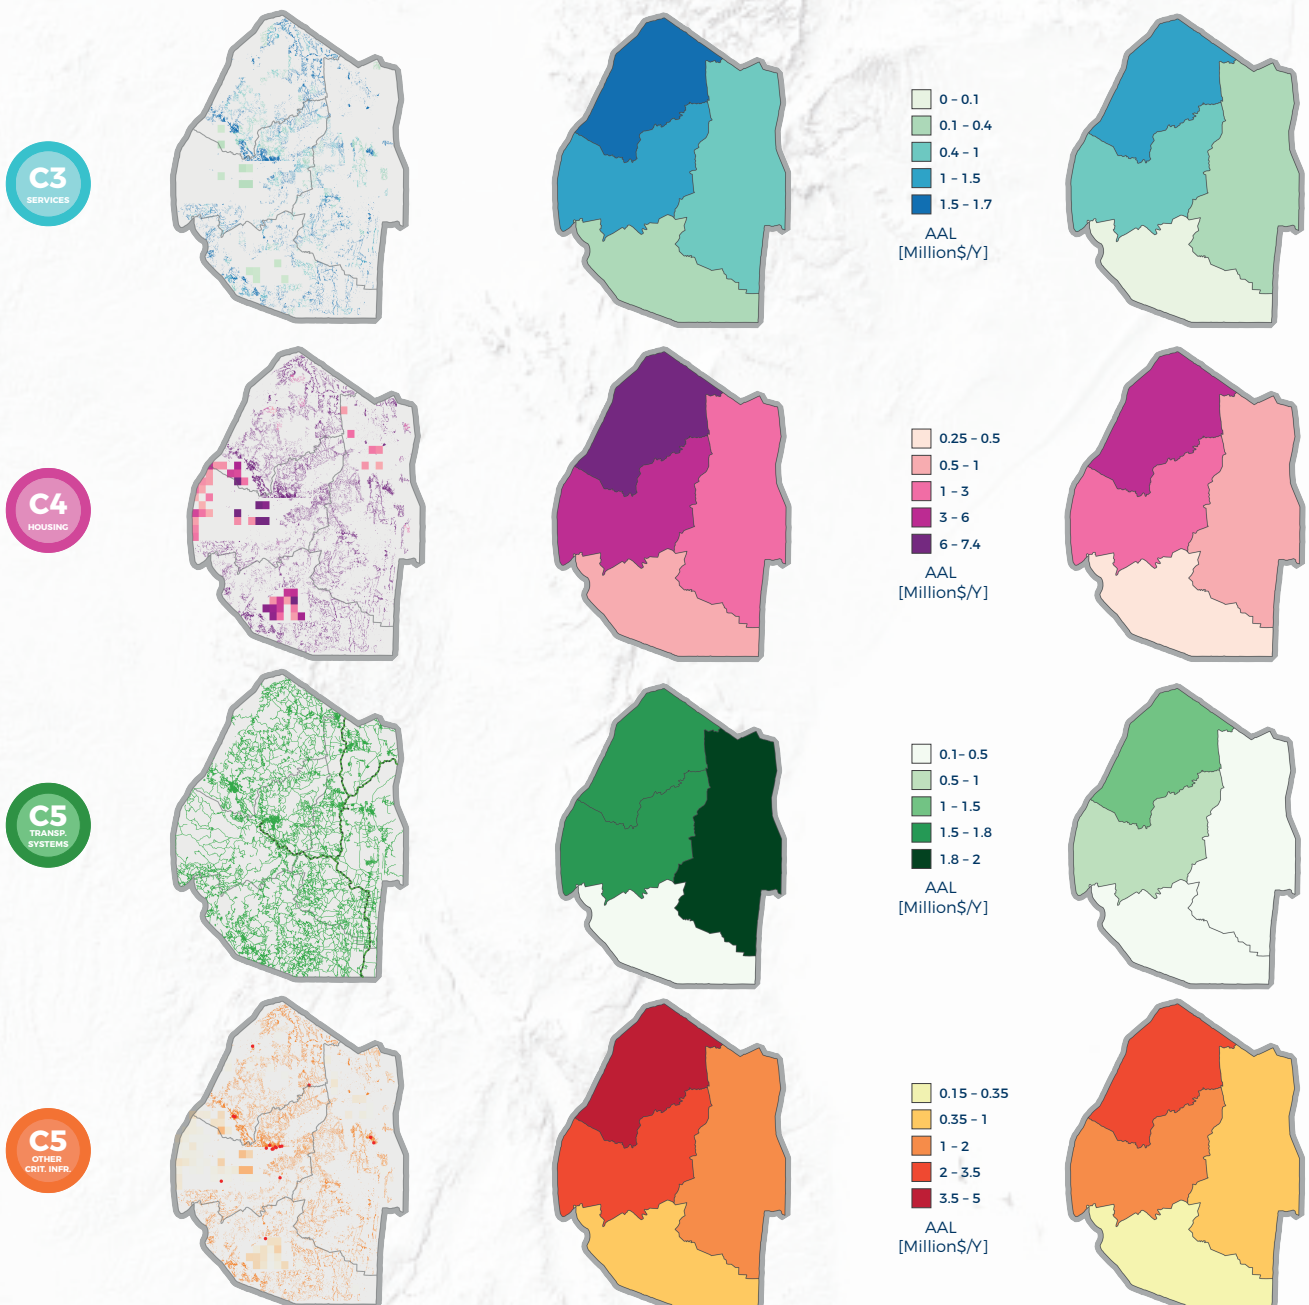 C3
SERVICES
0 – 0.1
0.1 – 0.4
0.4 – 1
1 – 1.5
1.5 – 1.7
AAL
[Million$/Y]
C4
HOUSING
0.25 – 0.5
0.5 – 1
1 – 3
3 – 6
6 – 7.4
AAL
[Million$/Y]
C5
TRANSP.
SYSTEMS
0.1– 0.5
0.5 – 1
1 – 1.5
1.5 – 1.8
1.8 – 2
AAL
[Million$/Y]
C5
OTHER
CRIT. INFR.
0.15 – 0.35
0.35 – 1
1 – 2
2 – 3.5
3.5 – 5
AAL
[Million$/Y]